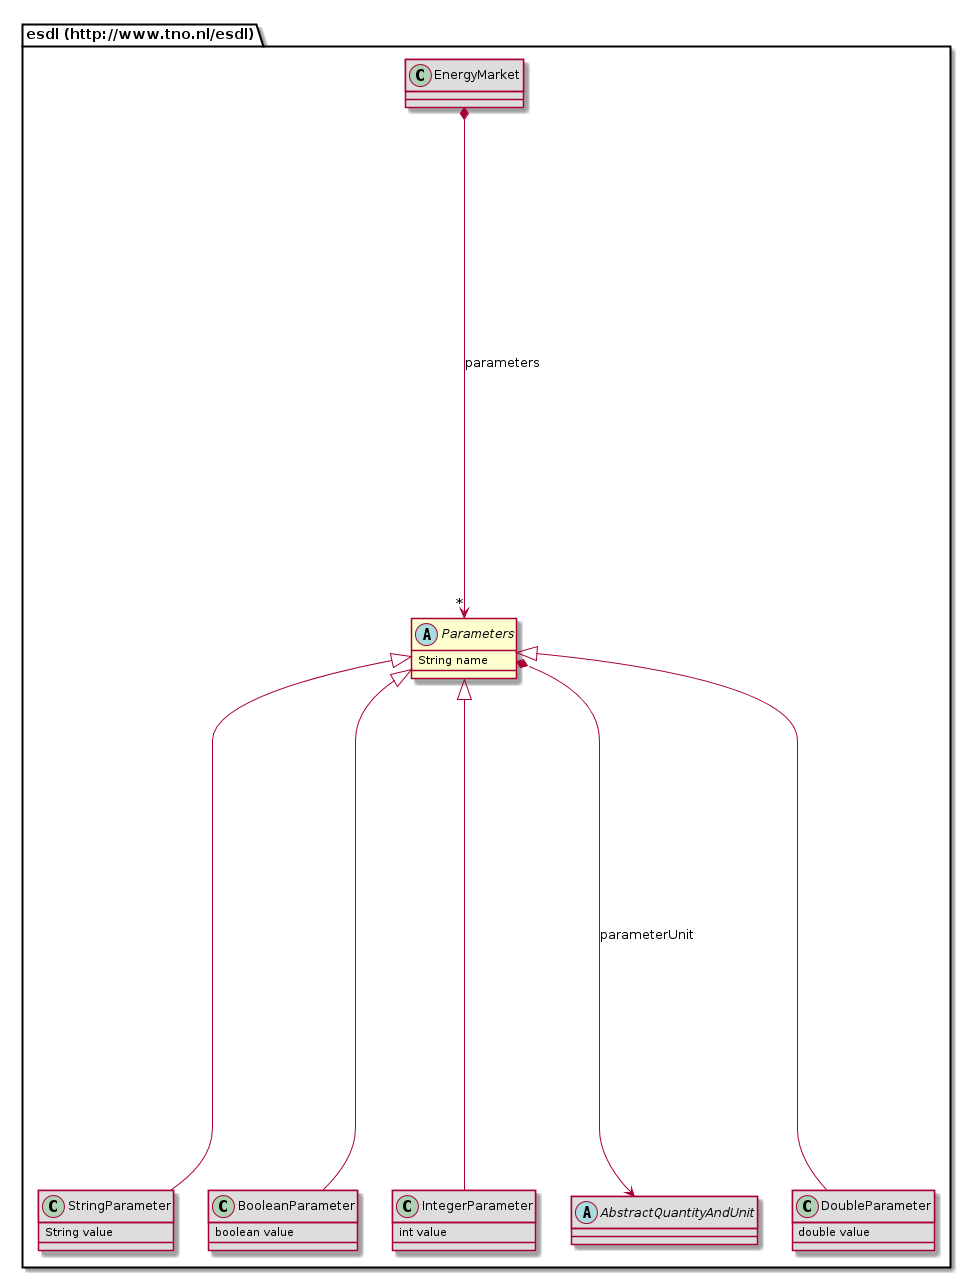 esdl (http://www.tno.nl/esdl)
C EnergyMarket
parameters
*
A Parameters
String name
parameterUnit
C StringParameter
String value
C BooleanParameter
boolean value
C IntegerParameter
int value
A AbstractQuantityAndUnit
C DoubleParameter
double value